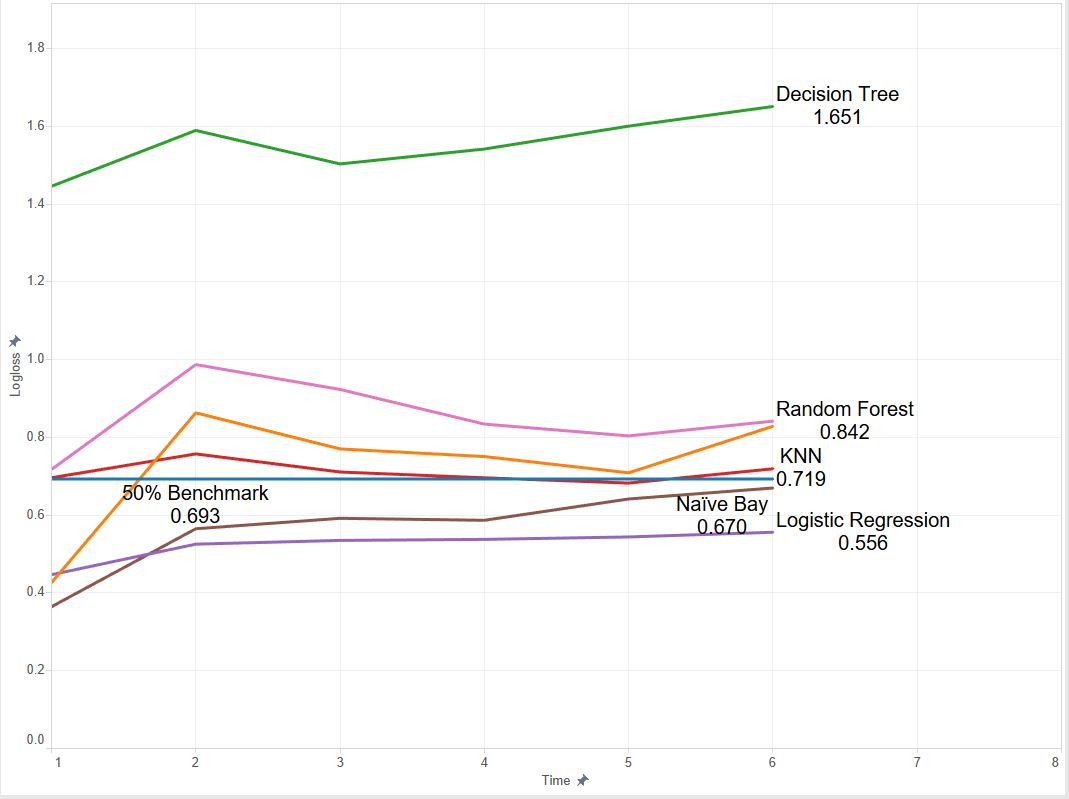 1.8
1.6
1.4
1.2
1.0
0.8
0.6
0.4
0.2
0.0
Logloss
Decision Tree
1.651
Random Forest
0.842
KNN
0.719
50% Benchmark
0.693
Naïve Bay
0.670
Logistic Regression
0.556
1 2 3 4 5 6 7 8
Time